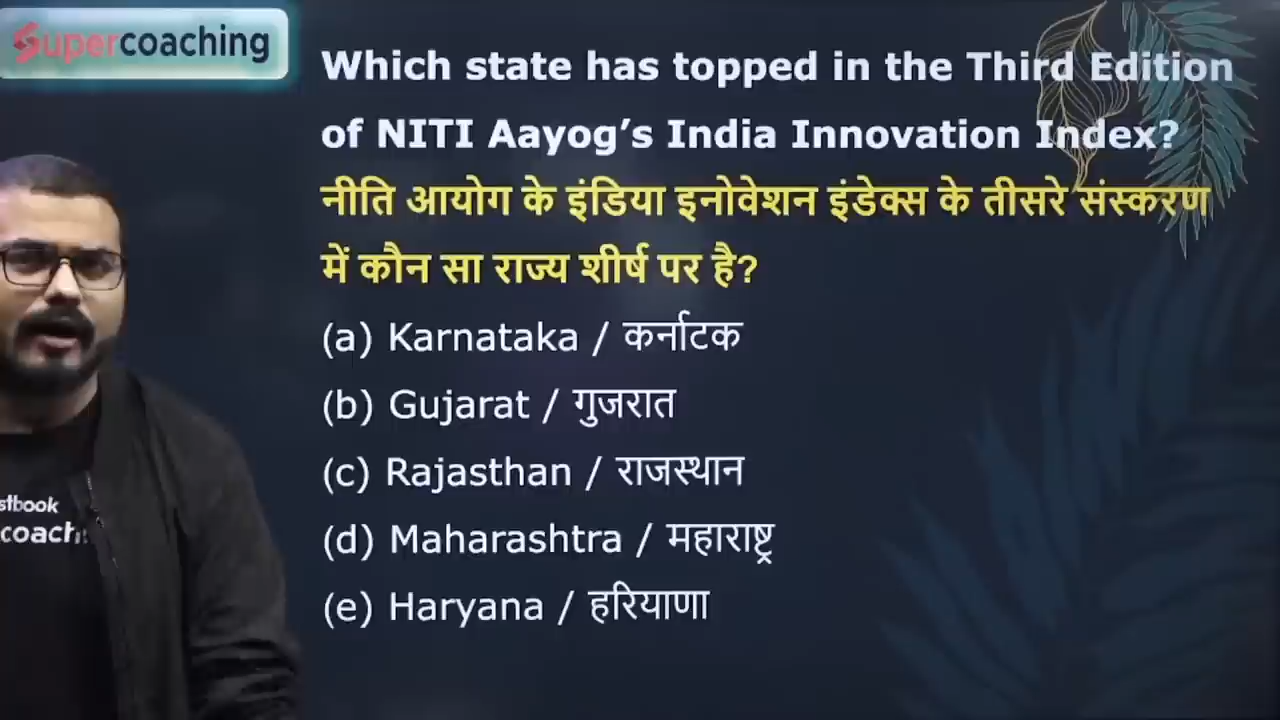 Supercoaching
Which state has topped in the Third Edition
of NITI Aayog’s India Innovation Index?
नीति आयोग के इंडिया इनोवेशन इंडेक्स के तीसरे संस्करण
में कौन सा राज्य शीर्ष पर है?
(a) Karnataka / कर्नाटक
(b) Gujarat / गुजरात
(c) Rajasthan / राजस्थान
(d) Maharashtra / महाराष्ट्र
(e) Haryana / हरियाणा
stbook
coach